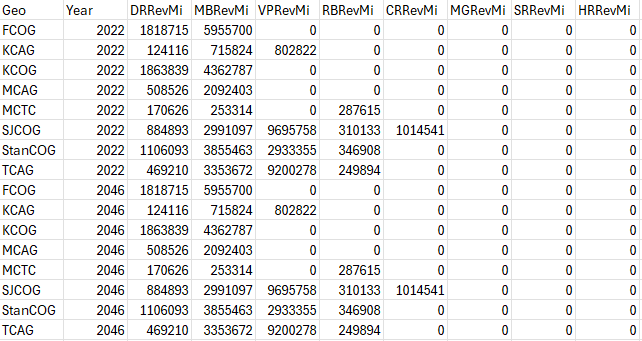 Geo Year DRRevMi MBRevMi VPRevMi RBRevMi CRRevMi MGRevMi SRRevMi HRRevMi
FCOG 2022 1818715 5955700 0 0 0 0 0 0
KCAG 2022 124116 715824 802822 0 0 0 0 0
KCOG 2022 1863839 4362787 0 0 0 0 0 0
MCAG 2022 508526 2092403 0 0 0 0 0 0
MCTC 2022 170626 253314 0 287615 0 0 0 0
SJCOG 2022 884893 2991097 9695758 310133 1014541 0 0 0
StanCOG 2022 1106093 3855463 2933355 346908 0 0 0 0
TCAG 2022 469210 3353672 9200278 249894 0 0 0 0
FCOG 2046 1818715 5955700 0 0 0 0 0 0
KCAG 2046 124116 715824 802822 0 0 0 0 0
KCOG 2046 1863839 4362787 0 0 0 0 0 0
MCAG 2046 508526 2092403 0 0 0 0 0 0
MCTC 2046 170626 253314 0 287615 0 0 0 0
SJCOG 2046 884893 2991097 9695758 310133 1014541 0 0 0
StanCOG 2046 1106093 3855463 2933355 346908 0 0 0 0
TCAG 2046 469210 3353672 9200278 249894 0 0 0 0